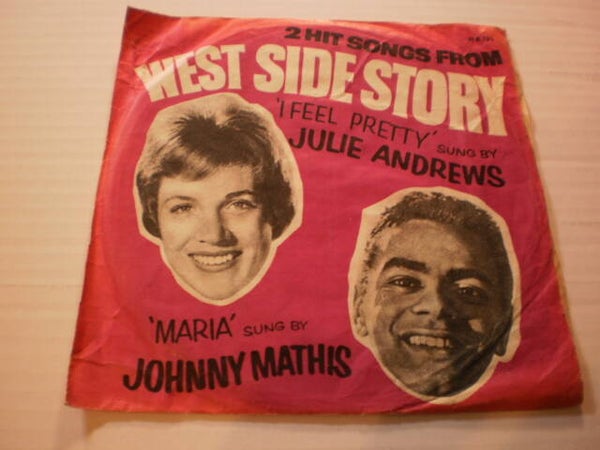 2 HIT SONGS FROM
WEST SIDE STORY
'I FEEL PRETTY' SUNG BY
JULIE ANDREWS
'MARIA' SUNG BY
JOHNNY MATHIS